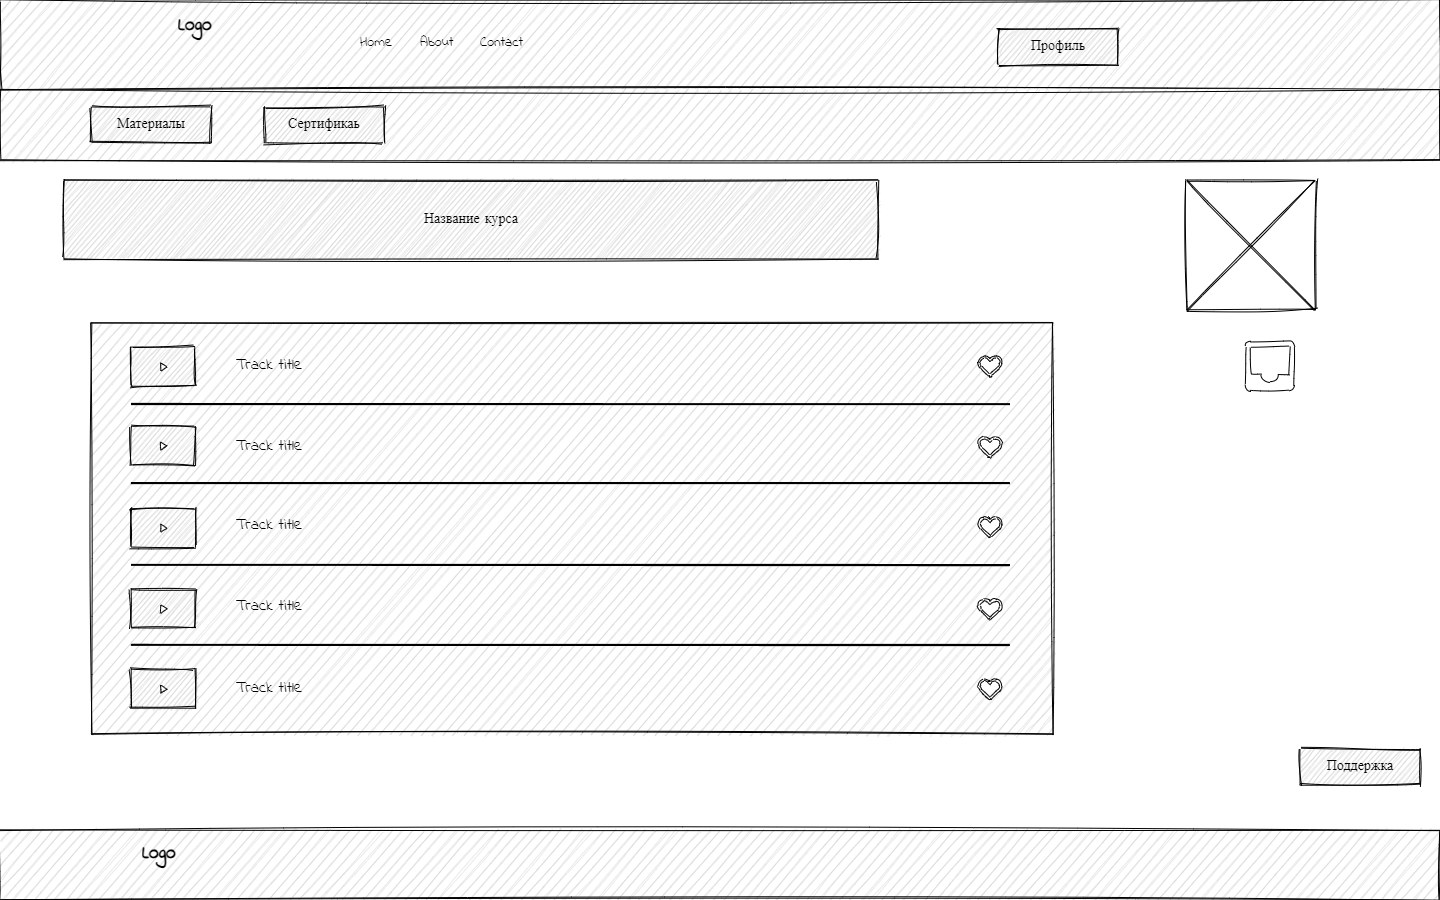 Logo
Home About Contact
Профиль
Материалы
Сертификаь
Название курса
Track title
Track title
Track title
Track title
Track title
Поддержка
Logo